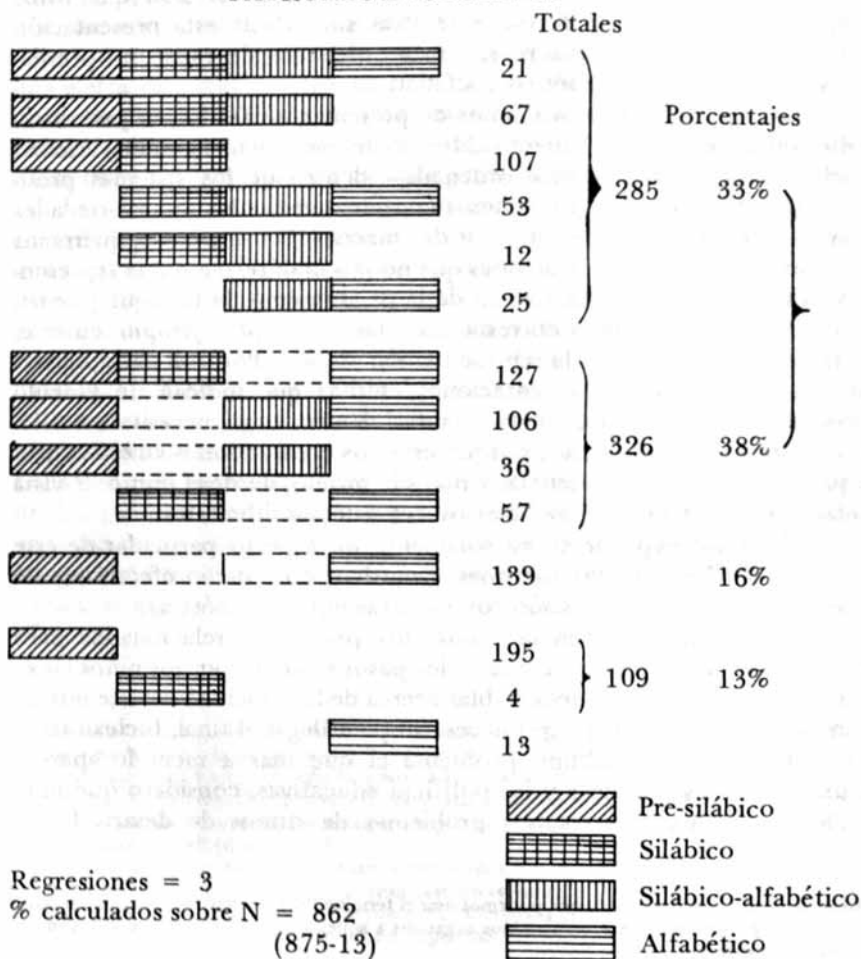 Totales
21
67
Porcentajes
107
53
285
33%
12
25
127
106
36
326
38%
57
139
16%
195
4
109
13%
13
Pre-silábico
Silábico
Silábico-alfabético
Alfabético
Regresiones = 3
% calculados sobre N = 862
(875-13)